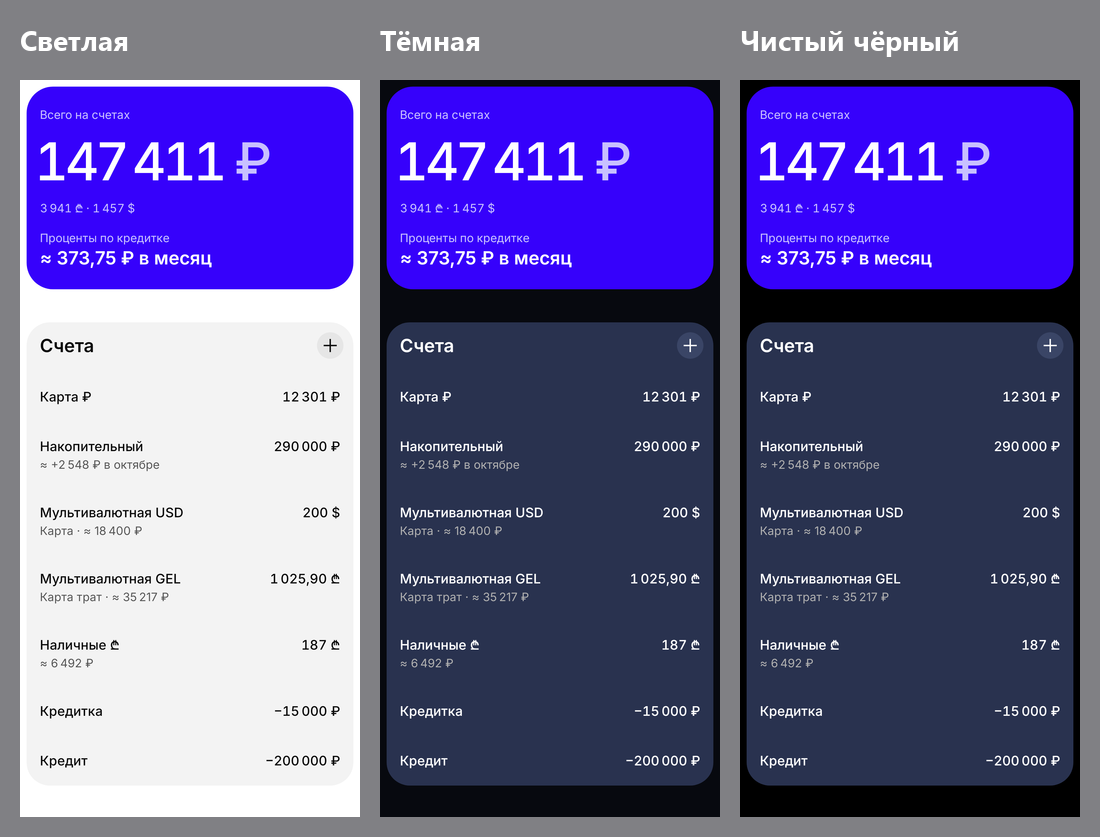 Светлая
Всего на счетах
147 411 ₽
3 941 ₾ · 1 457 $
Проценты по кредитке
≈ 373,75 ₽ в месяц
Счета
Карта ₽ 12 301 ₽
Накопительный 290 000 ₽
≈ +2 548 ₽ в октябре
Мультивалютная USD 200 $
Карта · ≈ 18 400 ₽
Мультивалютная GEL 1 025,90 ₾
Карта трат · ≈ 35 217 ₽
Наличные ₾ 187 ₾
≈ 6 492 ₽
Кредитка −15 000 ₽
Кредит −200 000 ₽
Тёмная
Всего на счетах
147 411 ₽
3 941 ₾ · 1 457 $
Проценты по кредитке
≈ 373,75 ₽ в месяц
Счета
Карта ₽ 12 301 ₽
Накопительный 290 000 ₽
≈ +2 548 ₽ в октябре
Мультивалютная USD 200 $
Карта · ≈ 18 400 ₽
Мультивалютная GEL 1 025,90 ₾
Карта трат · ≈ 35 217 ₽
Наличные ₾ 187 ₾
≈ 6 492 ₽
Кредитка −15 000 ₽
Кредит −200 000 ₽
Чистый чёрный
Всего на счетах
147 411 ₽
3 941 ₾ · 1 457 $
Проценты по кредитке
≈ 373,75 ₽ в месяц
Счета
Карта ₽ 12 301 ₽
Накопительный 290 000 ₽
≈ +2 548 ₽ в октябре
Мультивалютная USD 200 $
Карта · ≈ 18 400 ₽
Мультивалютная GEL 1 025,90 ₾
Карта трат · ≈ 35 217 ₽
Наличные ₾ 187 ₾
≈ 6 492 ₽
Кредитка −15 000 ₽
Кредит −200 000 ₽